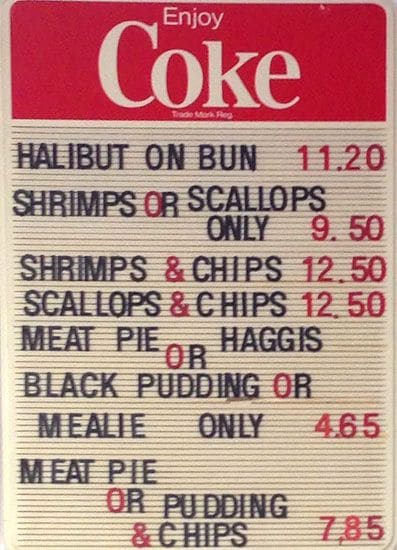 Enjoy
Coke
Trade Mark Reg.
HALIBUT ON BUN 11.20
SHRIMPS OR SCALLOPS
ONLY 9.50
SHRIMPS & CHIPS 12.50
SCALLOPS & CHIPS 12.50
MEAT PIE OR HAGGIS
BLACK PUDDING OR
MEALIE ONLY 4.65
MEAT PIE
OR PUDDING
& CHIPS 7,85